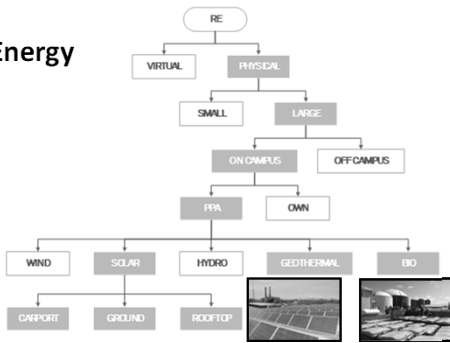 RE
Energy
VIRTUAL
PHYSICAL
SMALL
LARGE
ON CAMPUS
OFF CAMPUS
PPA
OWN
WIND
SOLAR
HYDRO
GEOTHERMAL
BIO
CARPORT
GROUND
ROOFTOP